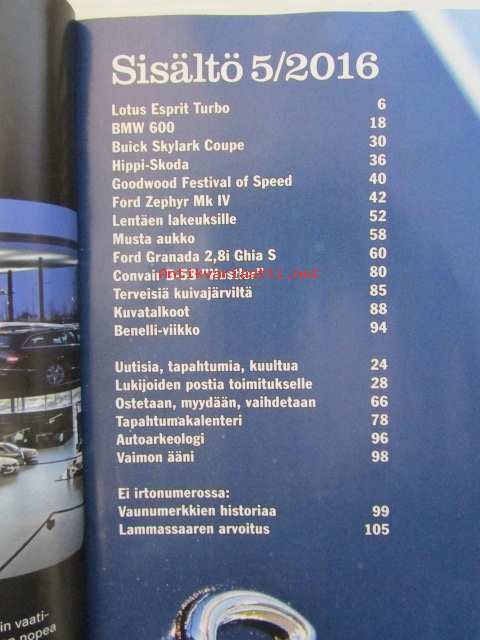 Sisältö 5/2016
Lotus Esprit Turbo 6
BMW 600 18
Buick Skylark Coupe 30
Hippi-Skoda 36
Goodwood Festival of Speed 40
Ford Zephyr Mk IV 42
Lentäen lakeuksille 52
Musta aukko 58
Ford Granada 2,8i Ghia S 60
Convair 80
Terveisiä kuivajärviltä 85
Kuvatalkoot 88
Benelli-viikko 94
Uutisia, tapahtumia, kuultua 24
Lukijoiden postia toimitukselle 28
Ostetaan, myydään, vaihdetaan 66
Tapahtumakalenteri 78
Autoarkeologi 96
Vaimon ääni 98
Ei irtonumerossa:
Vaunumerkkien historiaa 99
Lammassaaren arvoitus 105
in vaati-
nopea